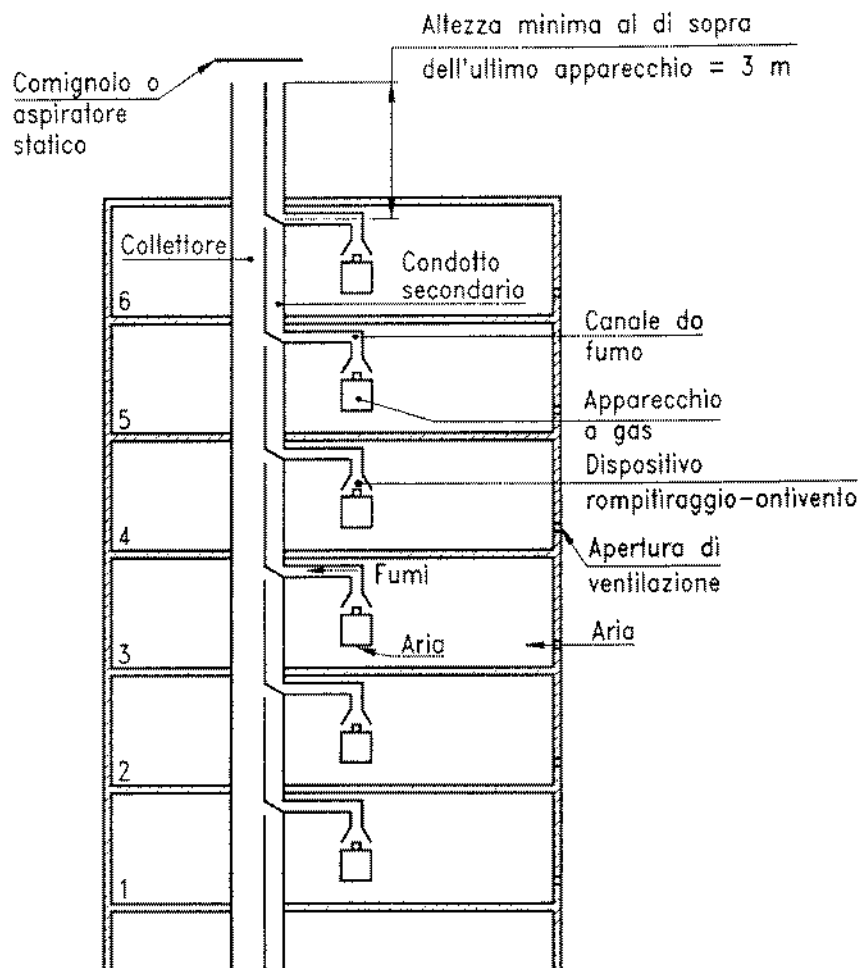 Altezza minima al di sopra
dell'ultimo apparecchio = 3 m
Comignolo o
aspiratore
statico
Collettore
Condotto
secondario
6
Canale do
fumo
5
Apparecchio
a gas
Dispositivo
rompitiraggio-ontivento
4
Apertura di
ventilazione
Fumi
3
Aria
Aria
2
1